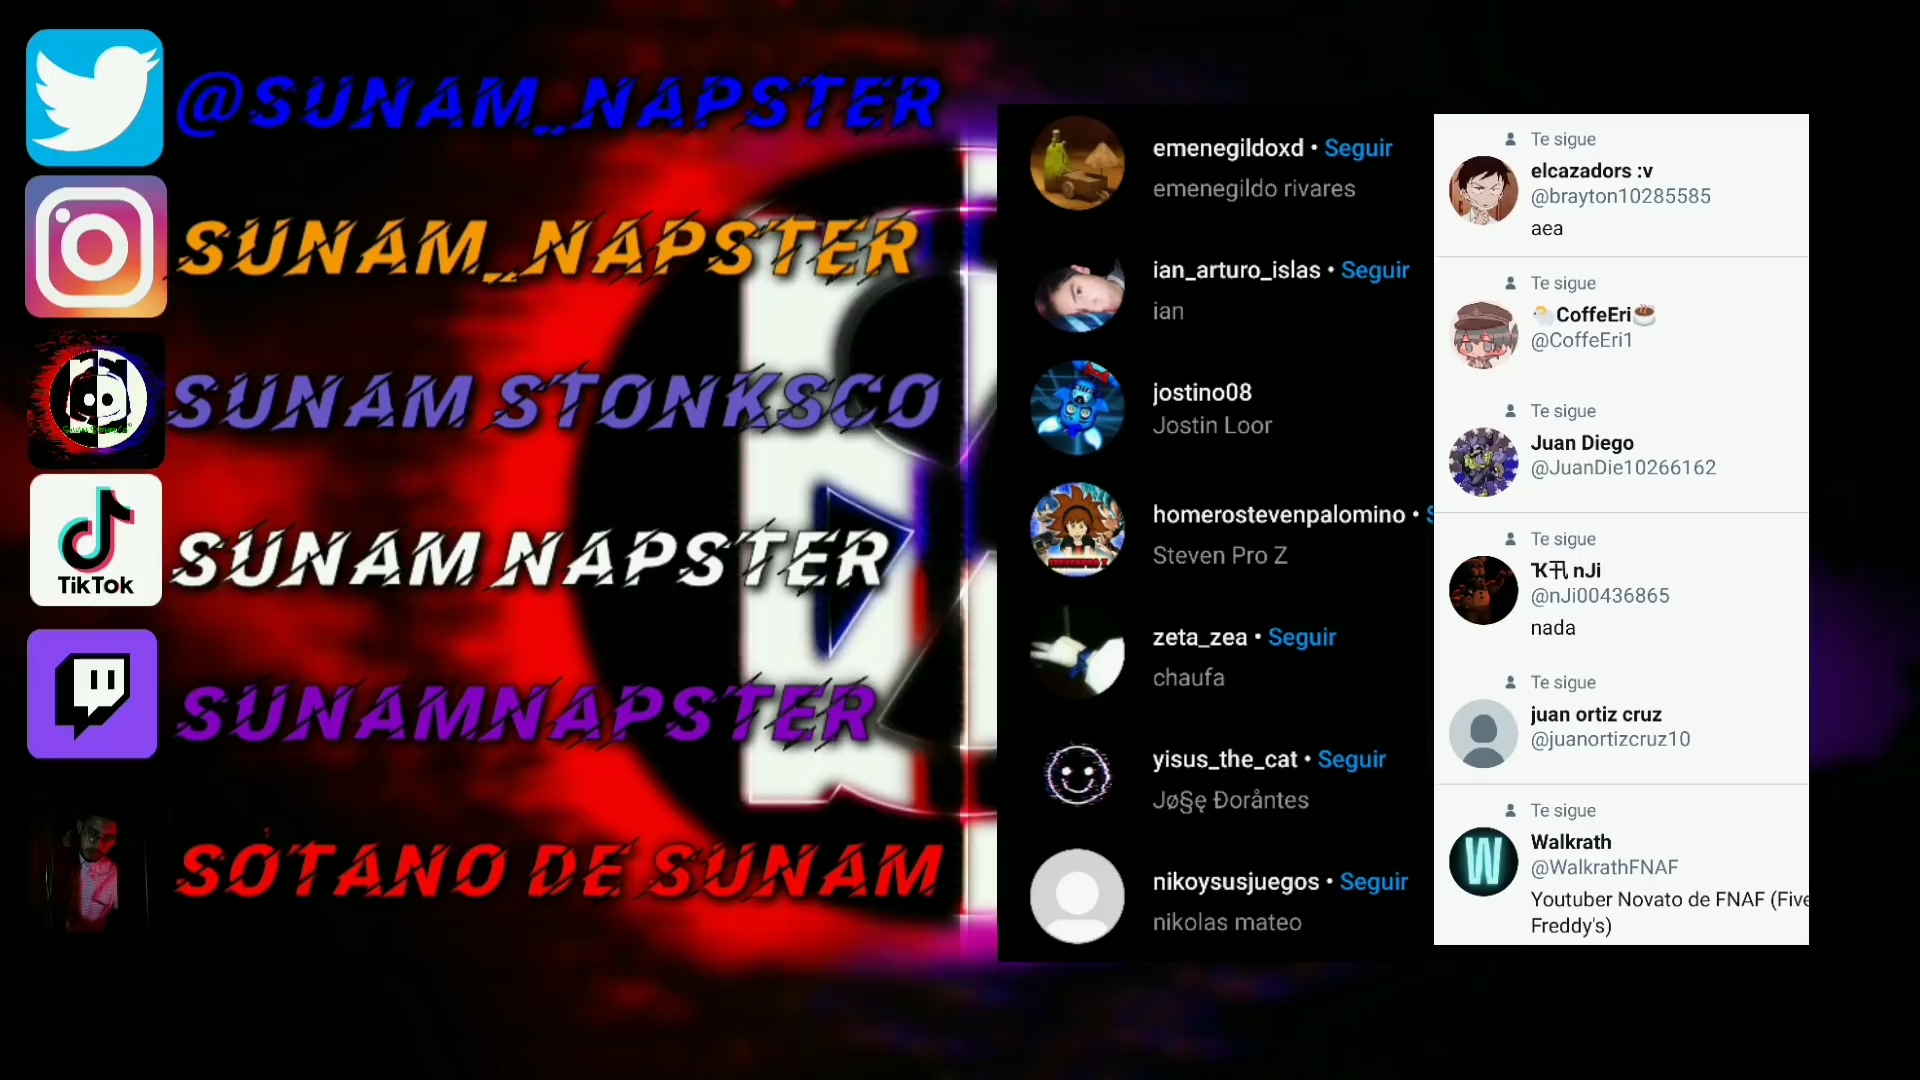 @SUNAM_NAPSTER
SUNAM_NAPSTER
SUNAM STONKSCO
TikTok
SUNAM NAPSTER
SUNAMNAPSTER
SÓTANO DE SUNAM
emenegildoxd • Seguir
emenegildo rivares
ian_arturo_islas • Seguir
ian
jostino08
Jostin Loor
homerostevenpalomino •
Steven Pro Z
zeta_zea • Seguir
chaufa
yisus_the_cat • Seguir
Jø§ę Đoråntes
nikoysusjuegos • Seguir
nikolas mateo
Te sigue
elcazadors :v
@brayton10285585
aea
Te sigue
🐑CoffeEri☕
@CoffeEri1
Te sigue
Juan Diego
@JuanDie10266162
Te sigue
nJi
@nJi00436865
nada
Te sigue
juan ortiz cruz
@juanortizcruz10
Te sigue
W
Walkrath
@WalkrathFNAF
Youtuber Novato de FNAF (Five
Freddy's)